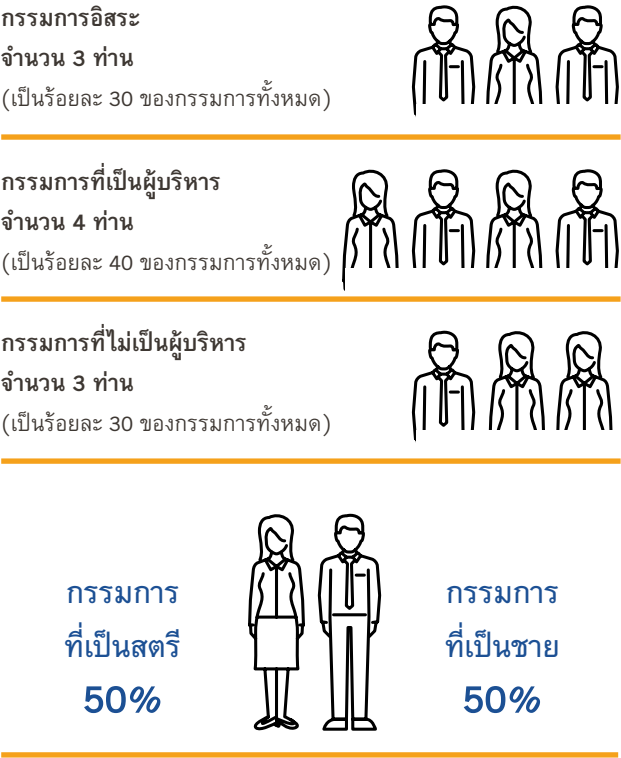 กรรมการอิสระ
จำนวน 3 ท่าน
(เป็นร้อยละ 30 ของกรรมการทั้งหมด)
กรรมการที่เป็นผู้บริหาร
จำนวน 4 ท่าน
(เป็นร้อยละ 40 ของกรรมการทั้งหมด)
กรรมการที่ไม่เป็นผู้บริหาร
จำนวน 3 ท่าน
(เป็นร้อยละ 30 ของกรรมการทั้งหมด)
กรรมการ
ที่เป็นสตรี
50%
กรรมการ
ที่เป็นชาย
50%